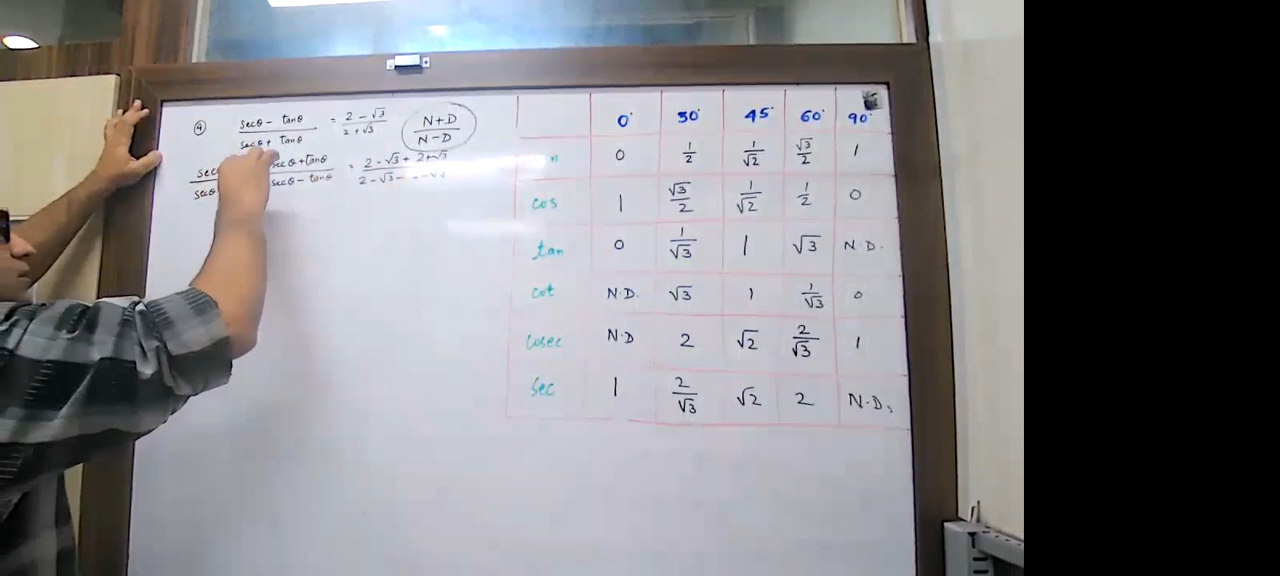 ④ secθ - tanθ / secθ + tanθ = 2 - √3 / 2 + √3
N+D / N-D
secθ + tanθ / secθ - tanθ = 2 - √3 + 2 + √3 / 2 - √3 - √3
0° 30° 45° 60° 90°
0 1/2 1/√2 √3/2 1
cos 1 √3/2 1/√2 1/2 0
tan 0 1/√3 1 √3 N.D.
cot N.D. √3 1 1/√3 0
cosec N.D 2 √2 2/√3 1
sec 1 2/√3 √2 2 N.D.